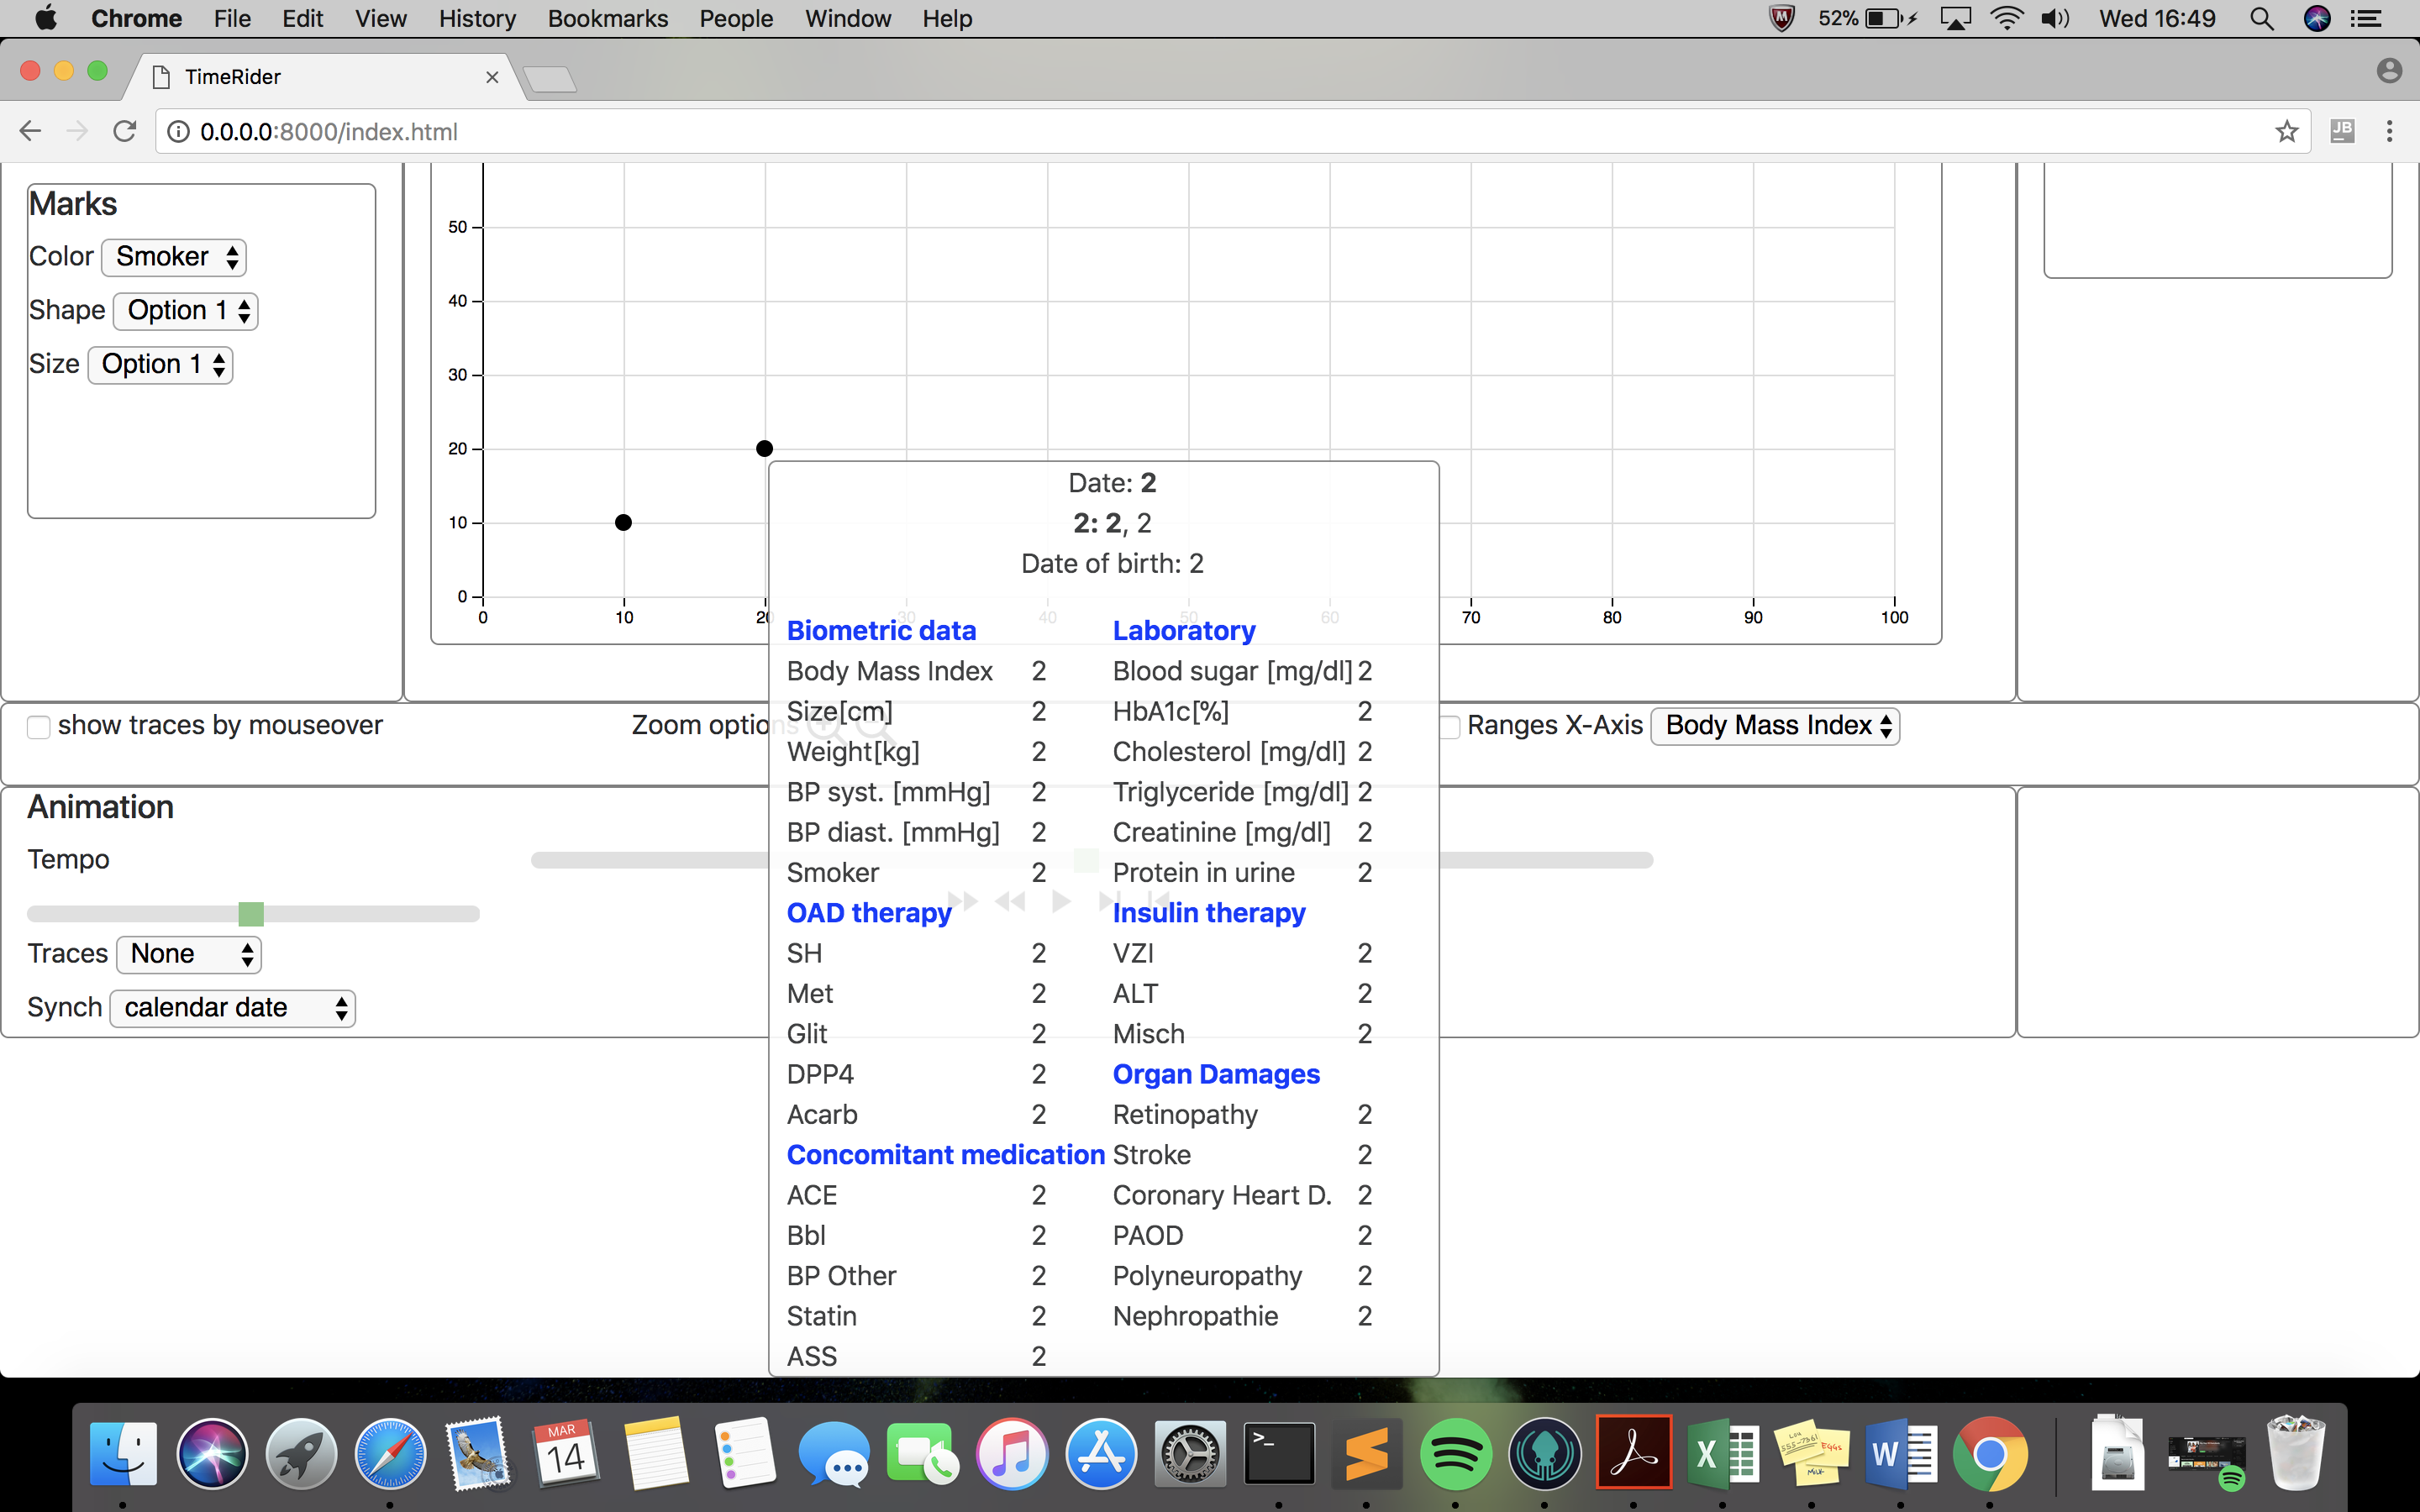 Chrome File Edit View History Bookmarks People Window Help 52% Wed 16:49
TimeRider
0.0.0.0:8000/index.html
JB
Marks
Color Smoker
Shape Option 1
Size Option 1
50
40
30
20
10
0
0 10 20 30 40 50 60 70 80 90 100
Date: 2
2: 2, 2
Date of birth: 2
Biometric data Laboratory
Body Mass Index 2 Blood sugar [mg/dl] 2
Size[cm] 2 HbA1c[%] 2
Weight[kg] 2 Cholesterol [mg/dl] 2
BP syst. [mmHg] 2 Triglyceride [mg/dl] 2
BP diast. [mmHg] 2 Creatinine [mg/dl] 2
Smoker 2 Protein in urine 2
OAD therapy Insulin therapy
SH 2 VZI 2
Met 2 ALT 2
Glit 2 Misch 2
DPP4 2 Organ Damages
Acarb 2 Retinopathy 2
Concomitant medication Stroke 2
ACE 2 Coronary Heart D. 2
Bbl 2 PAOD 2
BP Other 2 Polyneuropathy 2
Statin 2 Nephropathie 2
ASS 2
show traces by mouseover Zoom options Ranges X-Axis Body Mass Index
Animation
Tempo
Traces None
Synch calendar date
MAR
14
>_
X
W
555-7361 EGGS
MILK